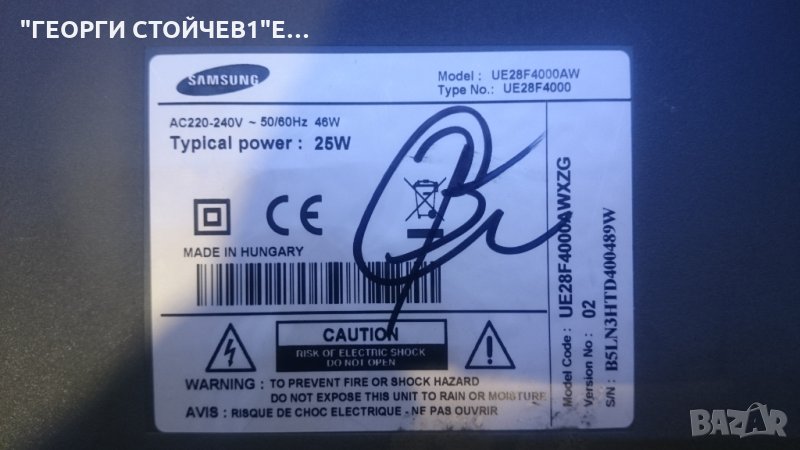 "ГЕОРГИ СТОЙЧЕВ1"Е...
SAMSUNG
Model : UE28F4000AW
Type No.: UE28F4000
AC220-240V ~ 50/60Hz 46W
Typical power : 25W
MADE IN HUNGARY
CAUTION
RISK OF ELECTRIC SHOCK
DO NOT OPEN
WARNING : TO PREVENT FIRE OR SHOCK HAZARD
DO NOT EXPOSE THIS UNIT TO RAIN OR MOISTURE
AVIS : RISQUE DE CHOC ELECTRIQUE - NE PAS OUVRIR
Model Code : UE28F4000AWXZG
Version No : 02
S/N : B5LN3HTD400489W
BAZAR